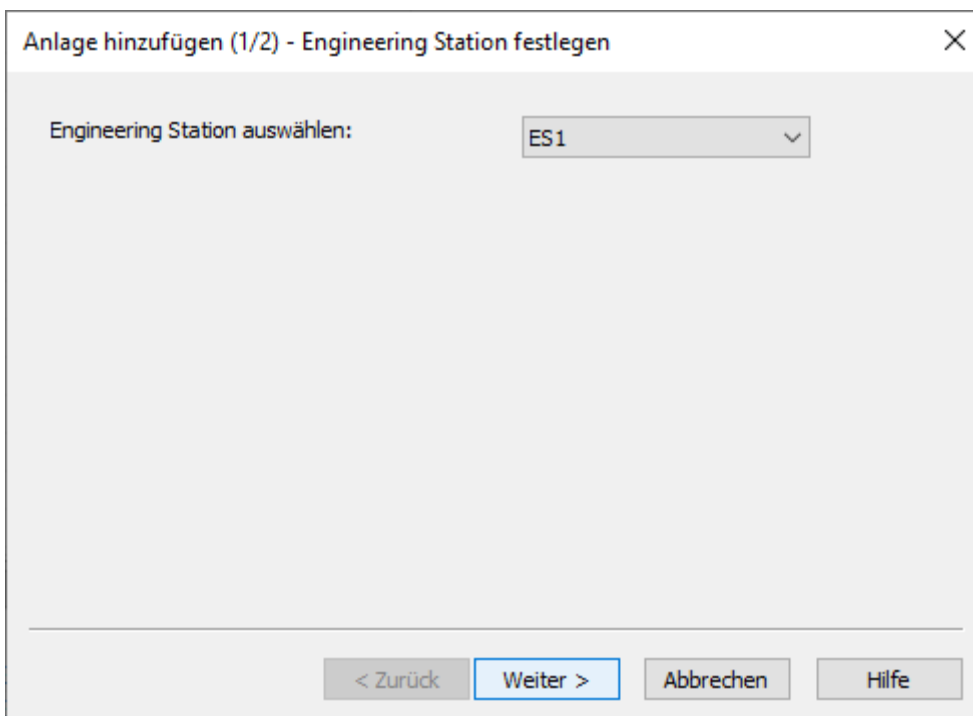 Anlage hinzufügen (1/2) - Engineering Station festlegen
Engineering Station auswählen:
ES1
< Zurück
Weiter >
Abbrechen
Hilfe